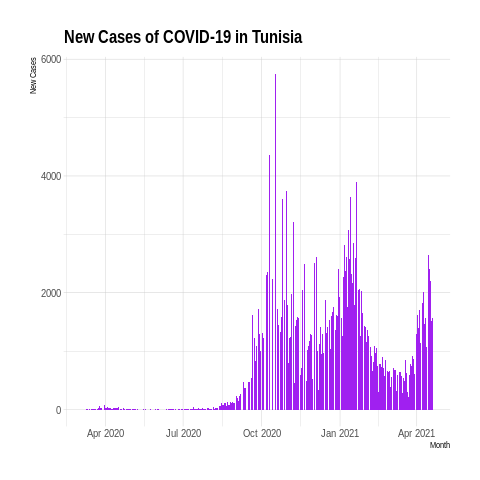 New Cases of COVID-19 in Tunisia
New Cases
6000
4000
2000
0
Apr 2020 Jul 2020 Oct 2020 Jan 2021 Apr 2021
Month